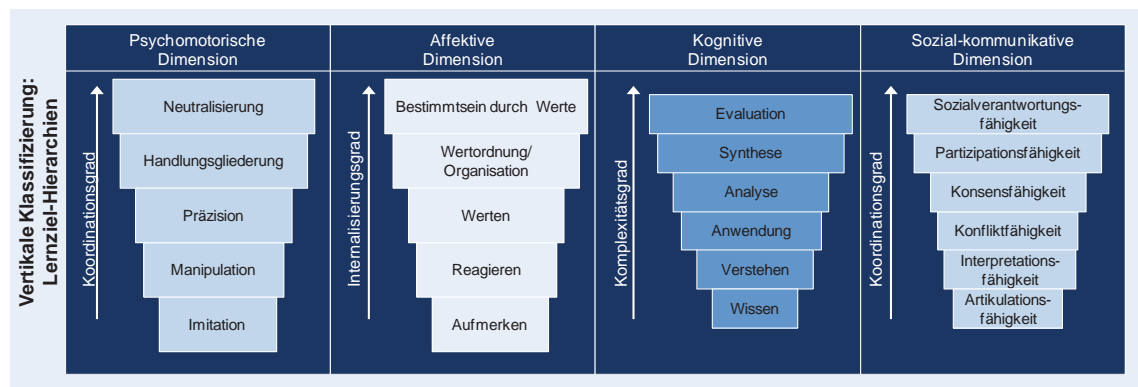 Vertikale Klassifizierung:
Lernziel-Hierarchien
Psychomotorische
Dimension
Koordinationsgrad
Neutralisierung
Handlungsgliederung
Präzision
Manipulation
Imitation
Affektive
Dimension
Internalisierungsgrad
Bestimmtsein durch Werte
Wertordnung/
Organisation
Werten
Reagieren
Aufmerken
Kognitive
Dimension
Komplexitätsgrad
Evaluation
Synthese
Analyse
Anwendung
Verstehen
Wissen
Sozial-kommunikative
Dimension
Koordinationsgrad
Sozialverantwortungs-
fähigkeit
Partizipationsfähigkeit
Konsensfähigkeit
Konfliktfähigkeit
Interpretations-
fähigkeit
Artikulations-
fähigkeit